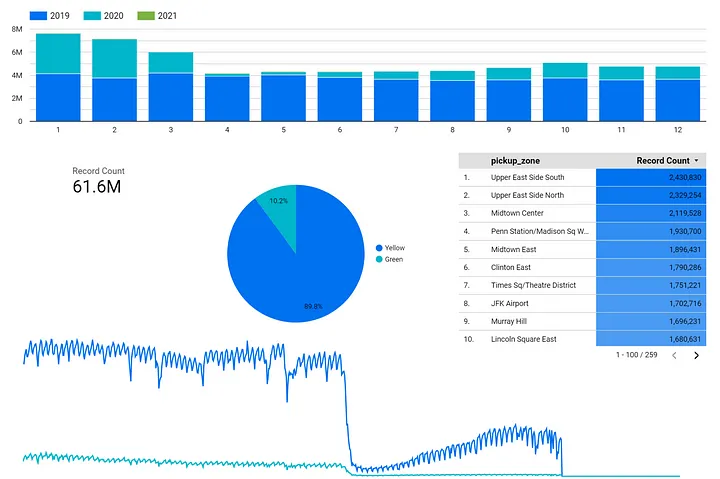 2019 2020 2021
8M
6M
4M
2M
0
1 2 3 4 5 6 7 8 9 10 11 12
Record Count
61.6M
10.2%
89.8%
Yellow
Green
pickup_zone Record Count
1. Upper East Side South 2,430,830
2. Upper East Side North 2,329,254
3. Midtown Center 2,119,528
4. Penn Station/Madison Sq W... 1,930,700
5. Midtown East 1,896,431
6. Clinton East 1,790,286
7. Times Sq/Theatre District 1,751,221
8. JFK Airport 1,702,716
9. Murray Hill 1,696,231
10. Lincoln Square East 1,680,631
1 - 100 / 259